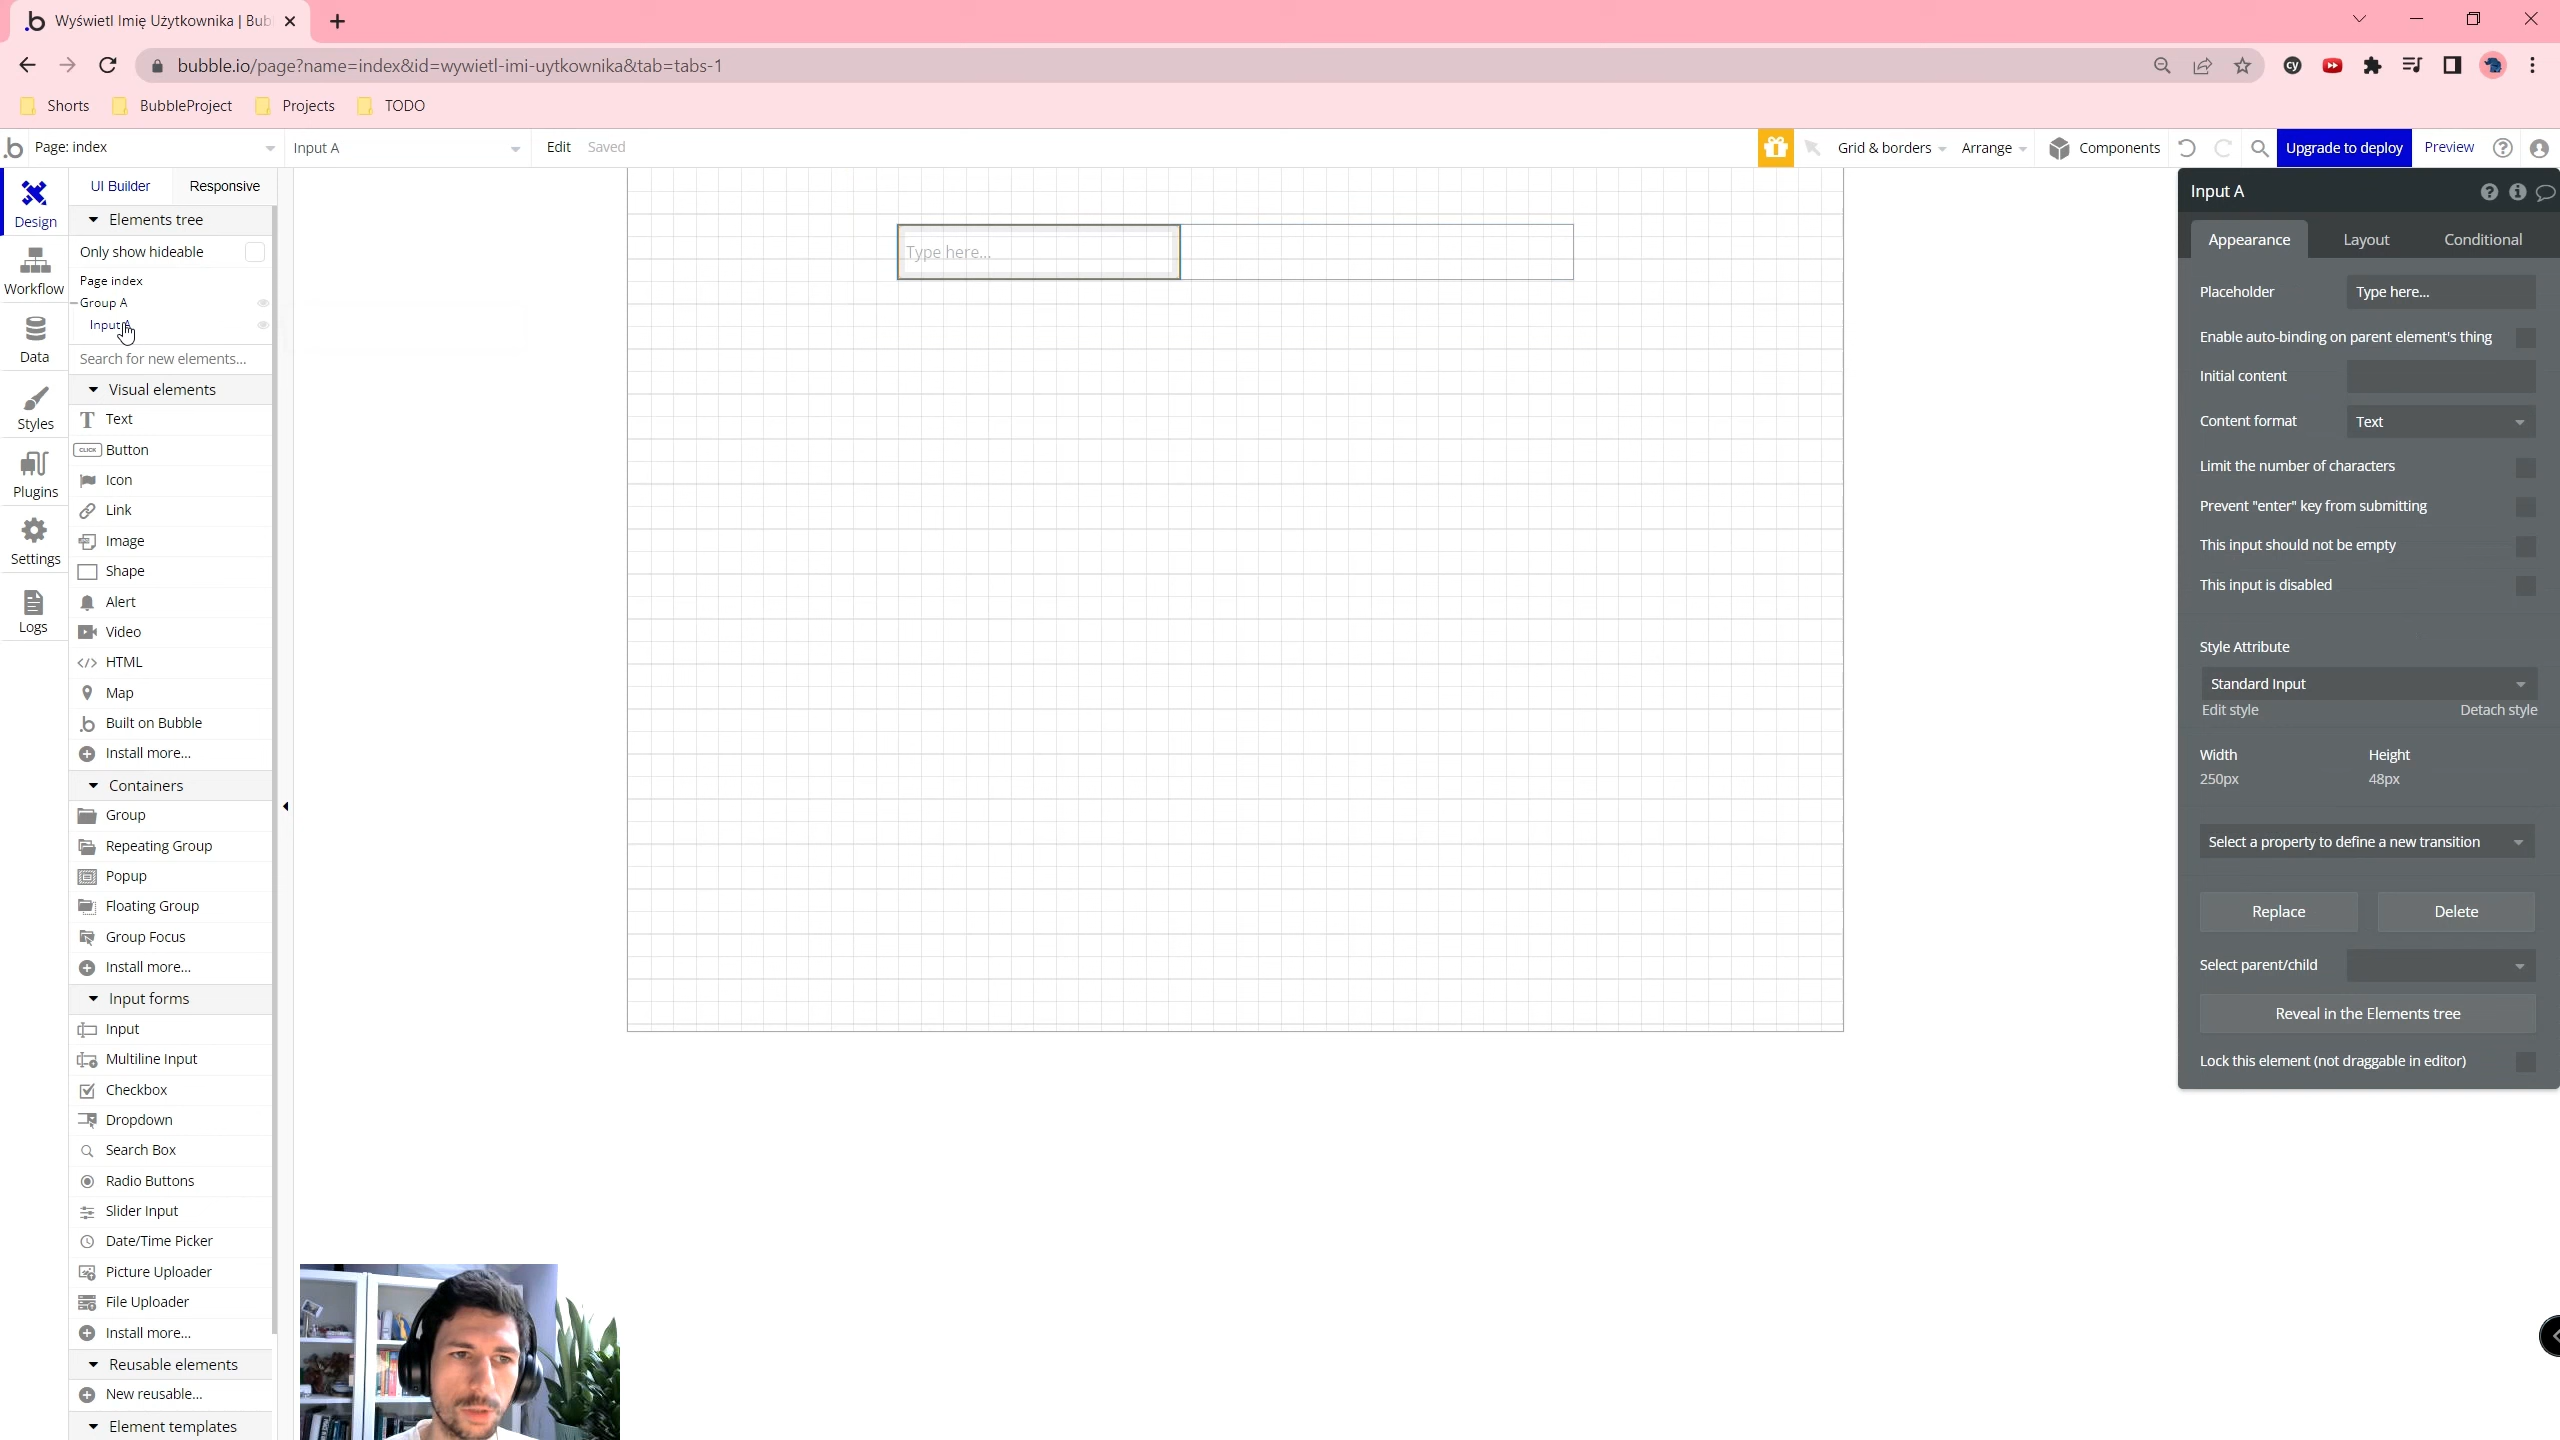 Wyświetl Imię Użytkownika | Bub
bubble.io/page?name=index&id=wywietl-imi-uytkownika&tab=tabs-1
Shorts
BubbleProject
Projects
TODO
Page: index
Input A
Edit
Saved
Grid & borders
Arrange
Components
Upgrade to deploy
Preview
Design
Workflow
Data
Styles
Plugins
Settings
Logs
UI Builder
Responsive
Elements tree
Only show hideable
Page index
Group A
Input A
Search for new elements...
Visual elements
Text
CLICK
Button
Icon
Link
Image
Shape
Alert
Video
HTML
Map
Built on Bubble
Install more...
Containers
Group
Repeating Group
Popup
Floating Group
Group Focus
Install more...
Input forms
Input
Multiline Input
Checkbox
Dropdown
Search Box
Radio Buttons
Slider Input
Date/Time Picker
Picture Uploader
File Uploader
Install more...
Reusable elements
New reusable...
Element templates
Type here...
Input A
Appearance
Layout
Conditional
Placeholder
Type here...
Enable auto-binding on parent element's thing
Initial content
Content format
Text
Limit the number of characters
Prevent "enter" key from submitting
This input should not be empty
This input is disabled
Style Attribute
Standard Input
Edit style
Detach style
Width
Height
250px
48px
Select a property to define a new transition
Replace
Delete
Select parent/child
Reveal in the Elements tree
Lock this element (not draggable in editor)